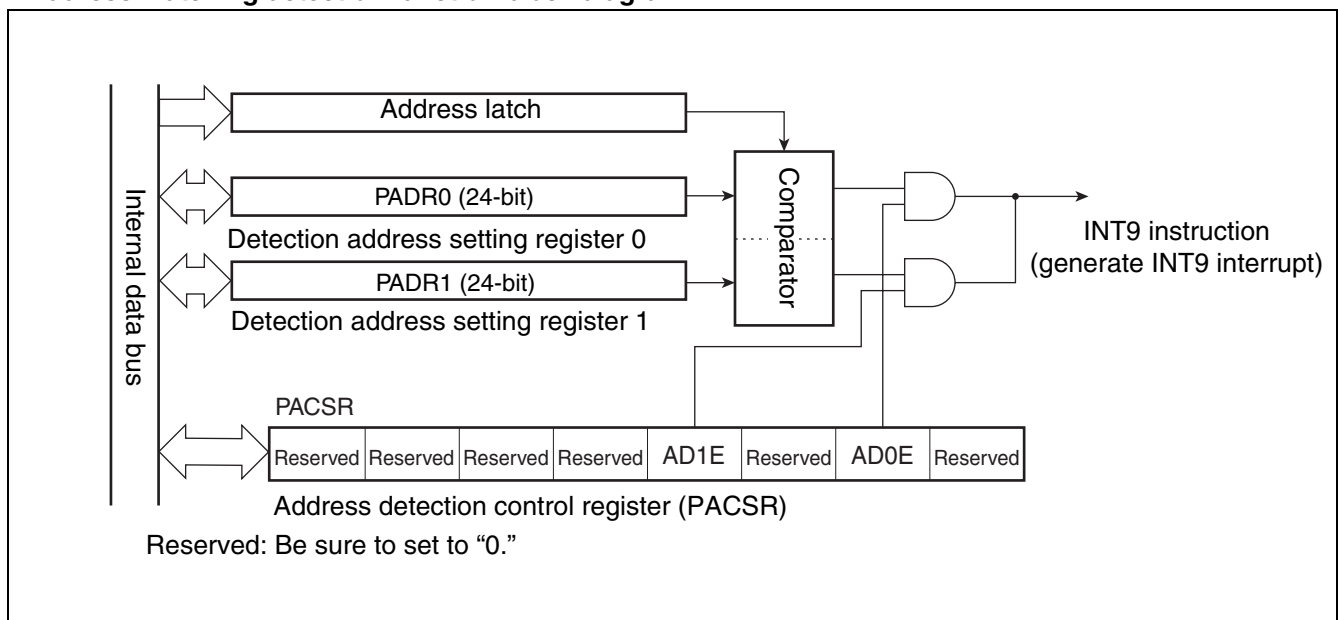 Address latch
PADR0 (24-bit)
Detection address setting register 0
PADR1 (24-bit)
Detection address setting register 1
Internal data bus
Comparator
INT9 instruction
(generate INT9 interrupt)
PACSR
Reserved Reserved Reserved Reserved AD1E Reserved AD0E Reserved
Address detection control register (PACSR)
Reserved: Be sure to set to “0.”